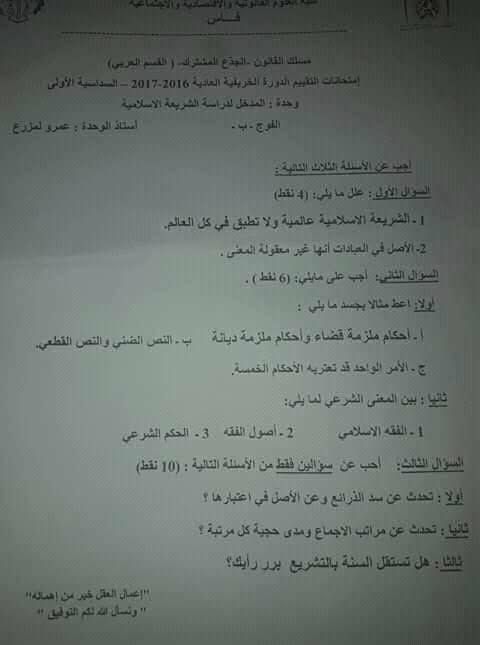 كلية العلوم القانونية والاقتصادية والاجتماعية
فـــاس
مسلك القانون -الجذع المشترك- ( القسم العربي)
إمتحانات التقييم الدورة الخريفية العادية 2016-2017 – السداسية الأولى
وحدة : المدخل لدراسة الشريعة الاسلامية
الفوج - ب - أستاذ الوحدة : عمرو لمزرع
أجب عن الأسئلة الثلاث التالية :
السؤال الأول : علل ما يلي: (4 نقط)
1 - الشريعة الاسلامية عالمية ولا تطبق في كل العالم.
2- الأصل في العبادات أنها غير معقولة المعنى .
السؤال الثاني: أجب على مايلي: (6 نقط ) .
أولا: اعط مثالا يجسد ما يلي :
أ - أحكام ملزمة قضاء وأحكام ملزمة ديانة ب - النص الضني والنص القطعي.
ج - الأمر الواحد قد تعتريه الأحكام الخمسة.
ثانيا : بين المعنى الشرعي لما يلي:
1 - الفقه الاسلامي 2 - أصول الفقه 3 - الحكم الشرعي
السؤال الثالث: أحب عن سؤالين فقط من الأسئلة التالية : (10 نقط)
أولا : تحدث عن سد الذرائع وعن الأصل في اعتبارها ؟
ثانيا : تحدث عن مراتب الاجماع ومدى حجية كل مرتبة ؟
ثالثا : هل تستقل السنة بالتشريع برر رأيك؟
"إعمال العقل خير من إهماله"
" ونسأل الله لكم التوفيق "